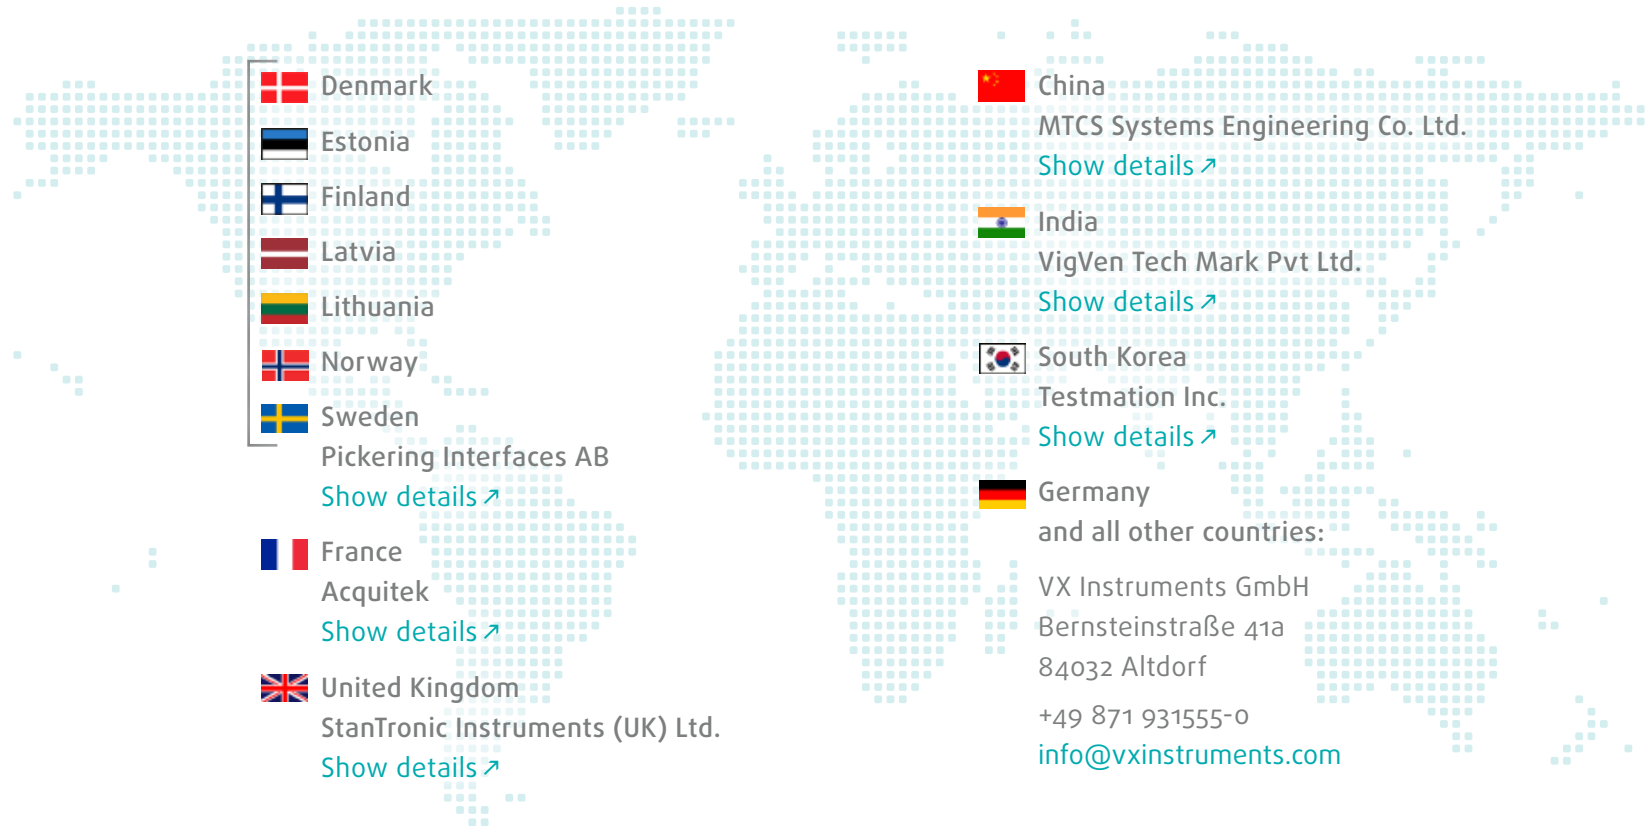 Denmark
Estonia
Finland
Latvia
Lithuania
Norway
Sweden
Pickering Interfaces AB
Show details↗
France
Acquitek
Show details↗
United Kingdom
StanTronic Instruments (UK) Ltd.
Show details↗
China
MTCS Systems Engineering Co. Ltd.
Show details↗
India
VigVen Tech Mark Pvt Ltd.
Show details↗
South Korea
Testmation Inc.
Show details↗
Germany
and all other countries:
VX Instruments GmbH
Bernsteinstraße 41a
84032 Altdorf
+49 871 931555-0
info@vxinstruments.com